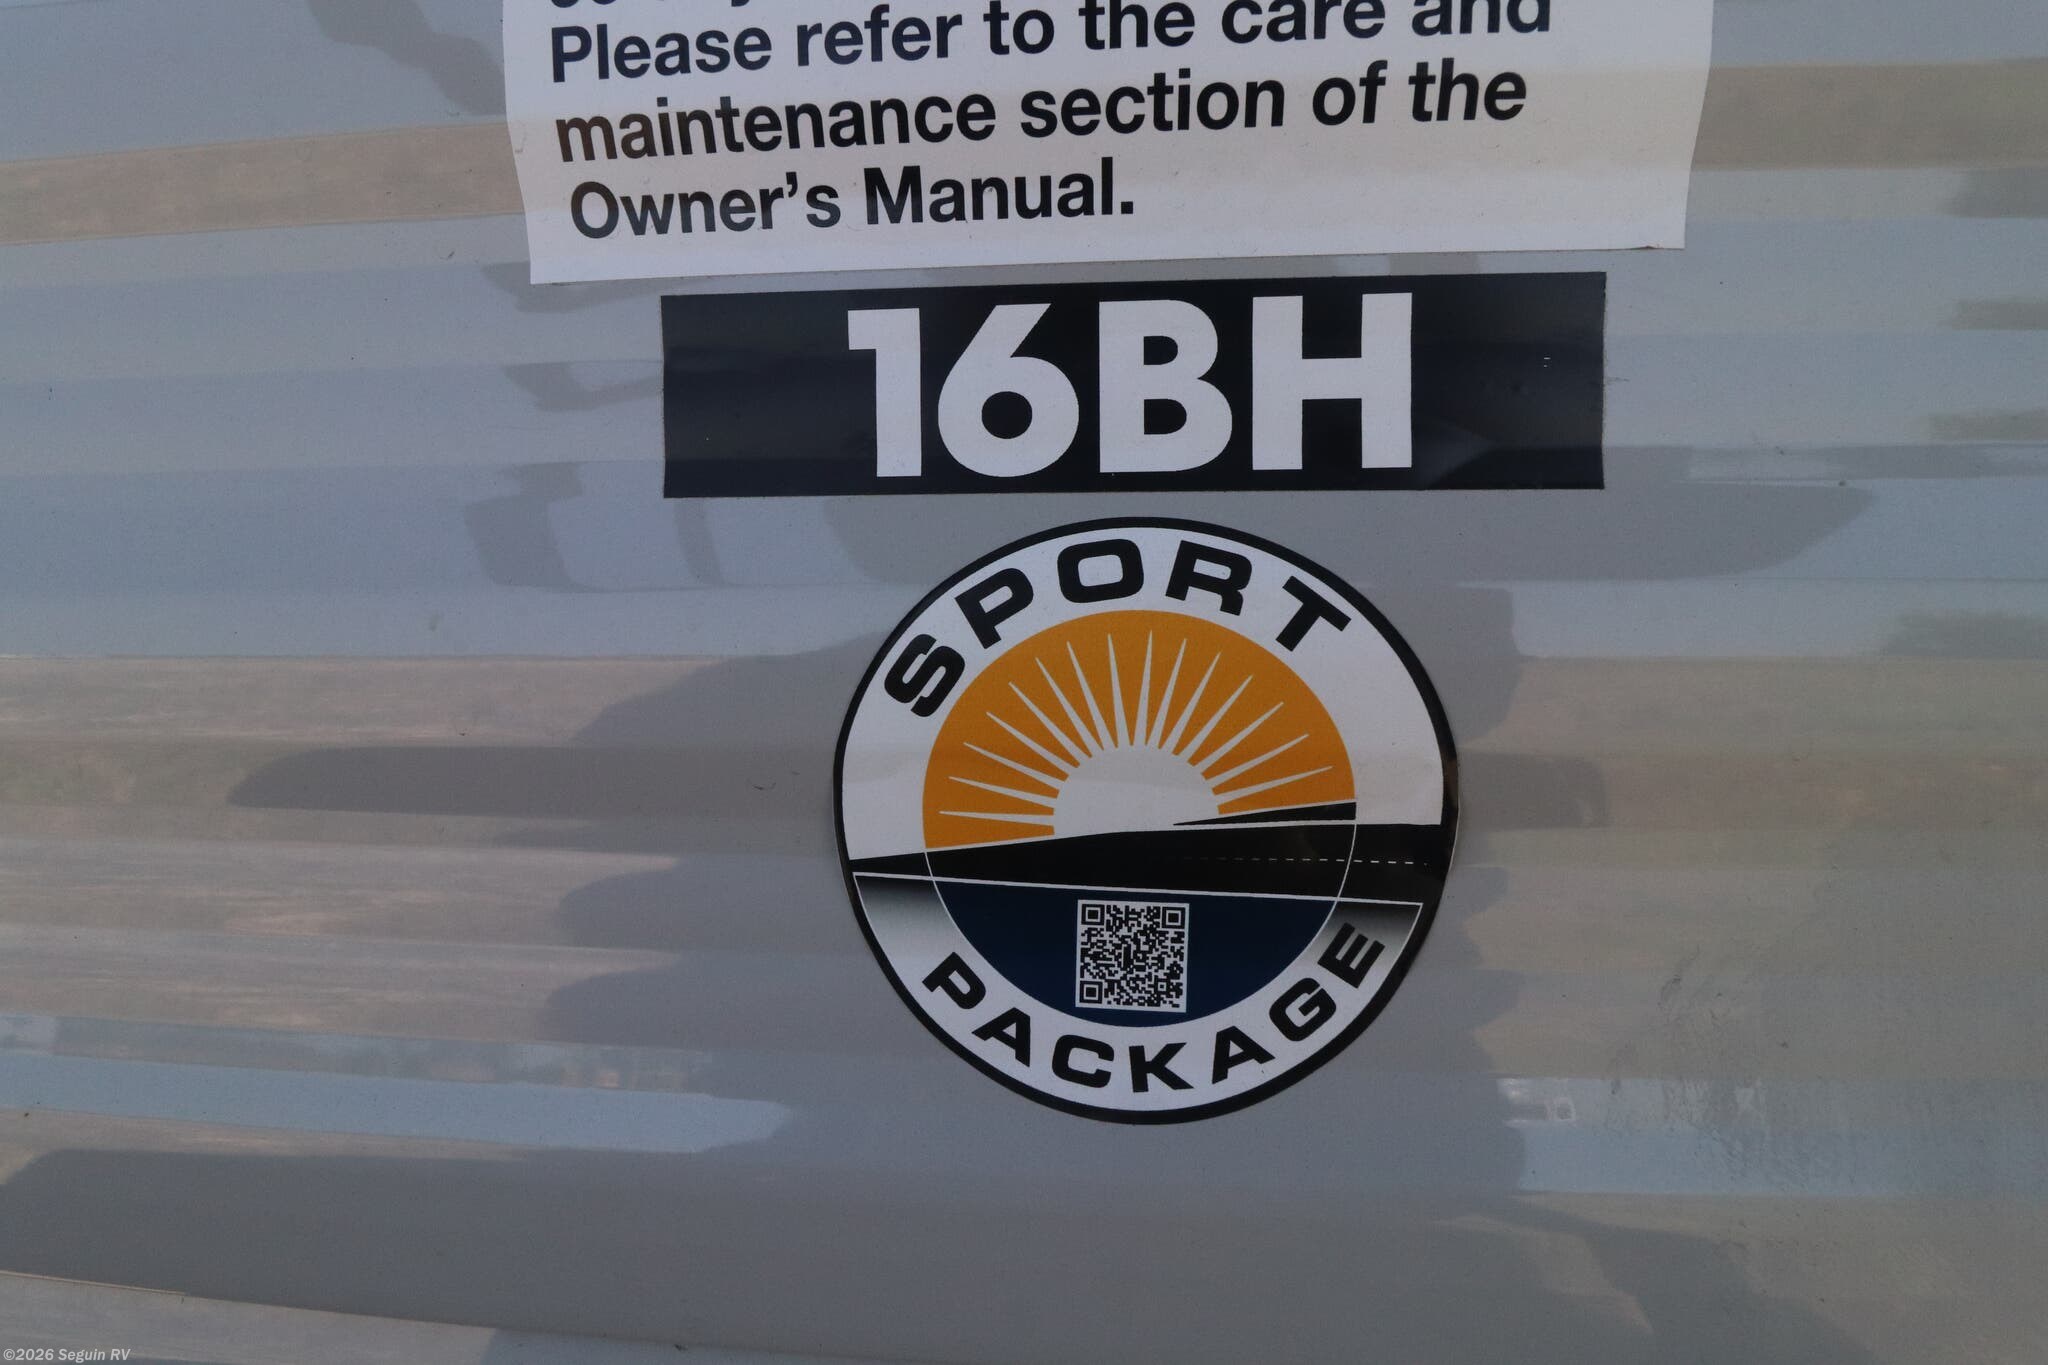 Please refer to the care and
maintenance section of the
Owner's Manual.
16BH
SPORT
PACKAGE
©2026 Seguin RV